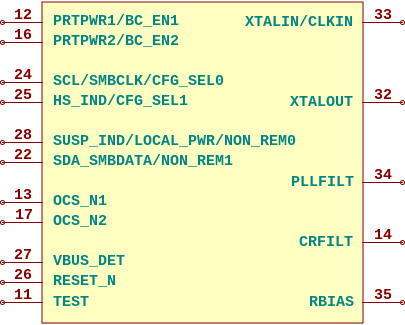 12 PRTPWR1/BC_EN1 XTALIN/CLKIN 33
16 PRTPWR2/BC_EN2
24 SCL/SMBCLK/CFG_SEL0
25 HS_IND/CFG_SEL1 XTALOUT 32
28 SUSP_IND/LOCAL_PWR/NON_REM0
22 SDA_SMBDATA/NON_REM1
PLLFILT 34
13 OCS_N1
17 OCS_N2
CRFILT 14
27 VBUS_DET
26 RESET_N
11 TEST RBIAS 35